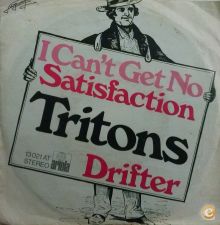 I Can't Get No
Satisfaction
Tritons
13 021 AT
STEREO
ariola
Drifter